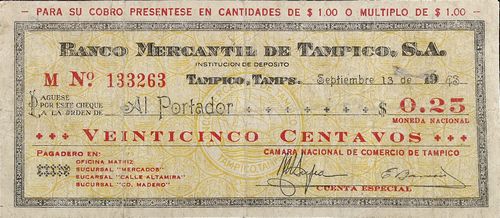 PARA SU COBRO PRESENTESE EN CANTIDADES DE $ 1.00 O MULTIPLO DE $ 1.00
BANCO MERCANTIL DE TAMPICO, S.A.
INSTITUCION DE DEPOSITO
TAMPICO, TAMPS. Septiembre 13 de 1943
M Nº 133263
PAGUESE
POR ESTE CHEQUE
A LA ORDEN DE Al Portador $ 0.25
MONEDA NACIONAL
VEINTICINCO CENTAVOS
PAGADERO EN:
OFICINA MATRIZ
SUCURSAL "MERCADOS"
SUCURSAL "CALLE ALTAMIRA"
SUCURSAL "CD. MADERO"
CAMARA NACIONAL DE COMERCIO DE TAMPICO
CUENTA ESPECIAL